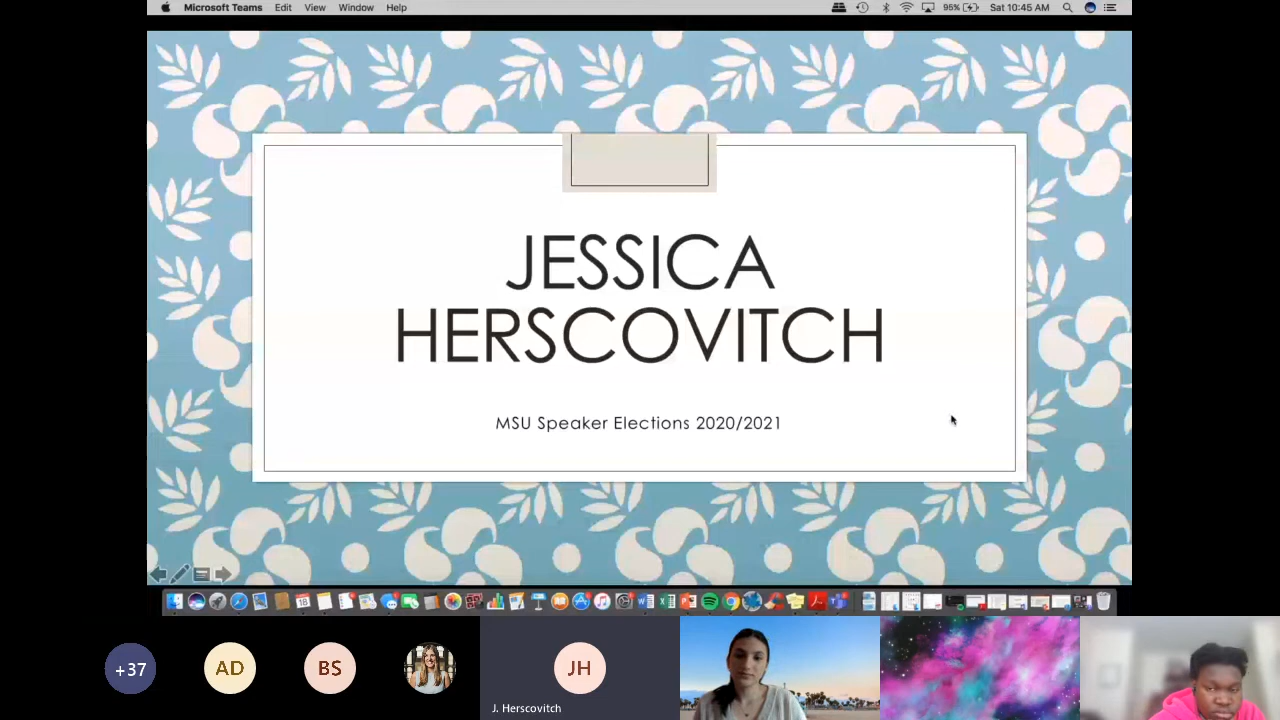 Microsoft Teams Edit View Window Help 95% Sat 10:45 AM
JESSICA
HERSCOVITCH
MSU Speaker Elections 2020/2021
18
+37 AD BS JH
J. Herscovitch